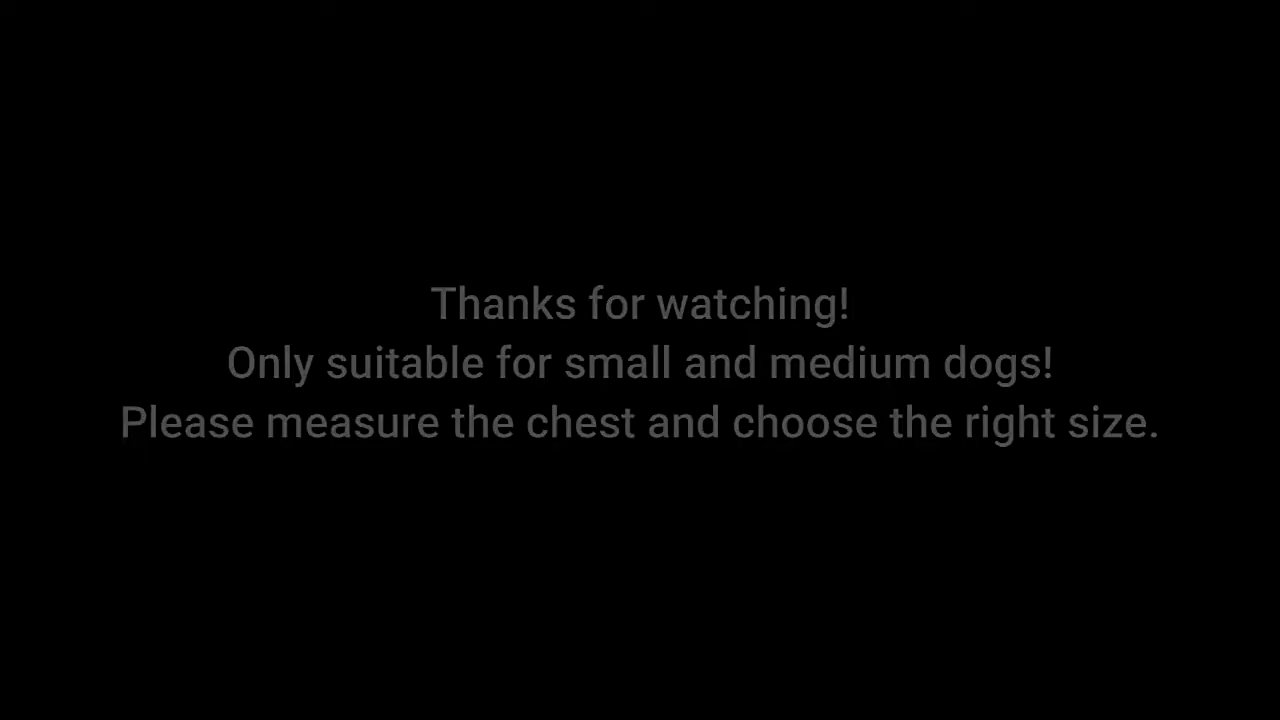 Thanks for watching!
Only suitable for small and medium dogs!
Please measure the chest and choose the right size.